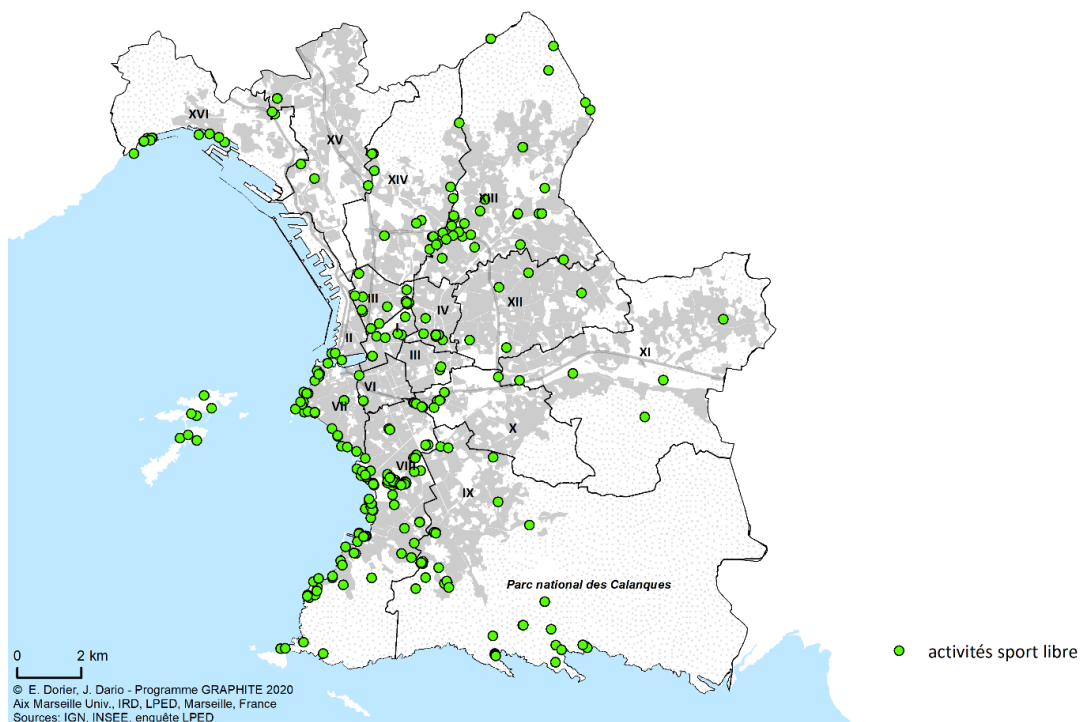 XVI
XV
XIV
XIII
III
IV
XII
I
II
III
XI
VI
VII
X
VIII
IX
Parc national des Calanques
0 2 km
activités sport libre
© E. Dorier, J. Dario - Programme GRAPHITE 2020
Aix Marseille Univ., IRD, LPED, Marseille, France
Sources: IGN, INSEE, enquête LPED